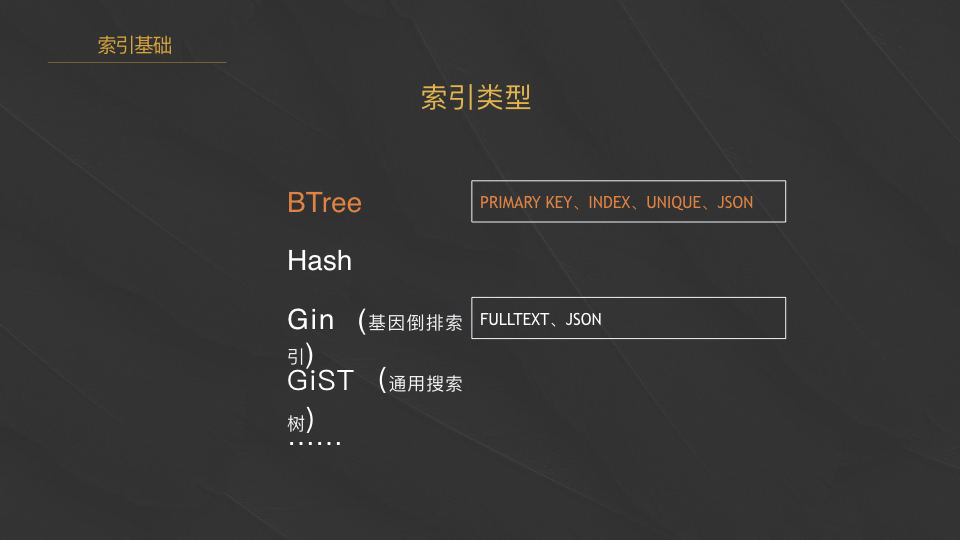 索引基础
索引类型
BTree
PRIMARY KEY、INDEX、UNIQUE、JSON
Hash
Gin (基因倒排索
引)
FULLTEXT、JSON
GiST (通用搜索
树)
……